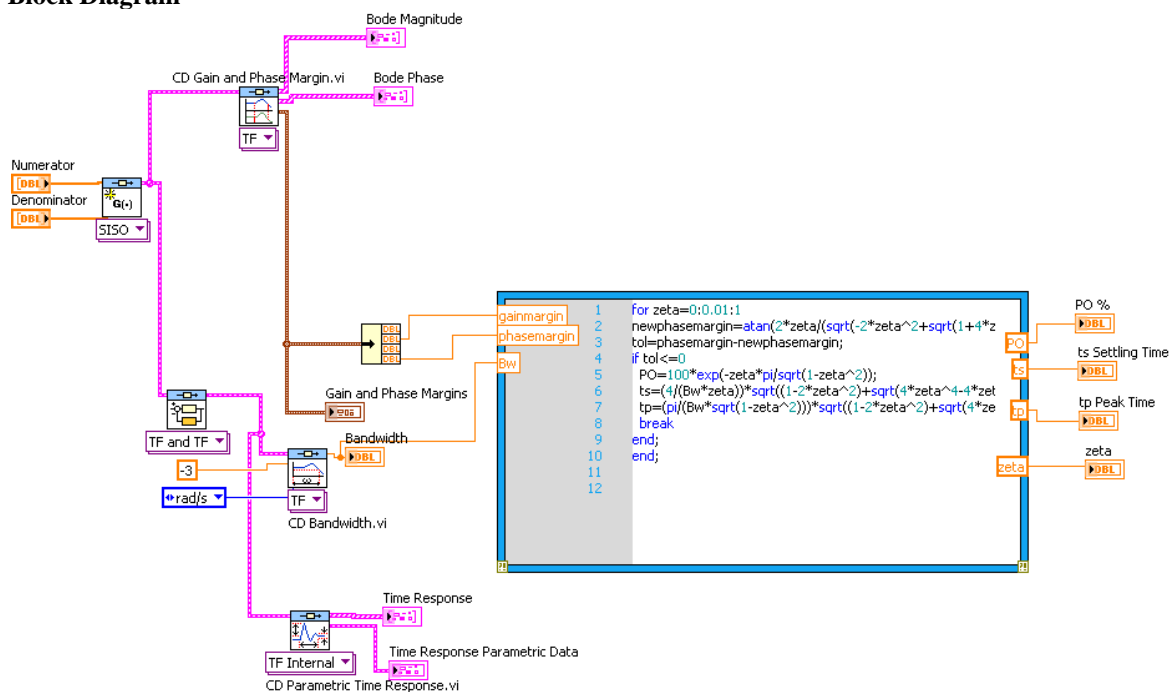 Block Diagram
Bode Magnitude
CD Gain and Phase Margin.vi
Bode Phase
TF
Numerator
DBL
Denominator
DBL
G(•)
SISO
DBL
DBL
DBL
DBL
Gain and Phase Margins
gainmargin
phasemargin
Bw
1 for zeta=0:0.01:1
2 newphasemargin=atan(2*zeta/(sqrt(-2*zeta^2+sqrt(1+4*z
3 tol=phasemargin-newphasemargin;
4 if tol<=0
5 PO=100*exp(-zeta*pi/sqrt(1-zeta^2));
6 ts=(4/(Bw*zeta))*sqrt((1-2*zeta^2)+sqrt(4*zeta^4-4*zet
7 tp=(pi/(Bw*sqrt(1-zeta^2)))*sqrt((1-2*zeta^2)+sqrt(4*ze
8 break
9 end;
10 end;
11
12
PO
ts
tp
zeta
PO %
DBL
ts Settling Time
DBL
tp Peak Time
DBL
zeta
DBL
TF and TF
Bandwidth
DBL
-3
rad/s
ω
TF
CD Bandwidth.vi
Time Response
TF Internal
Time Response Parametric Data
CD Parametric Time Response.vi